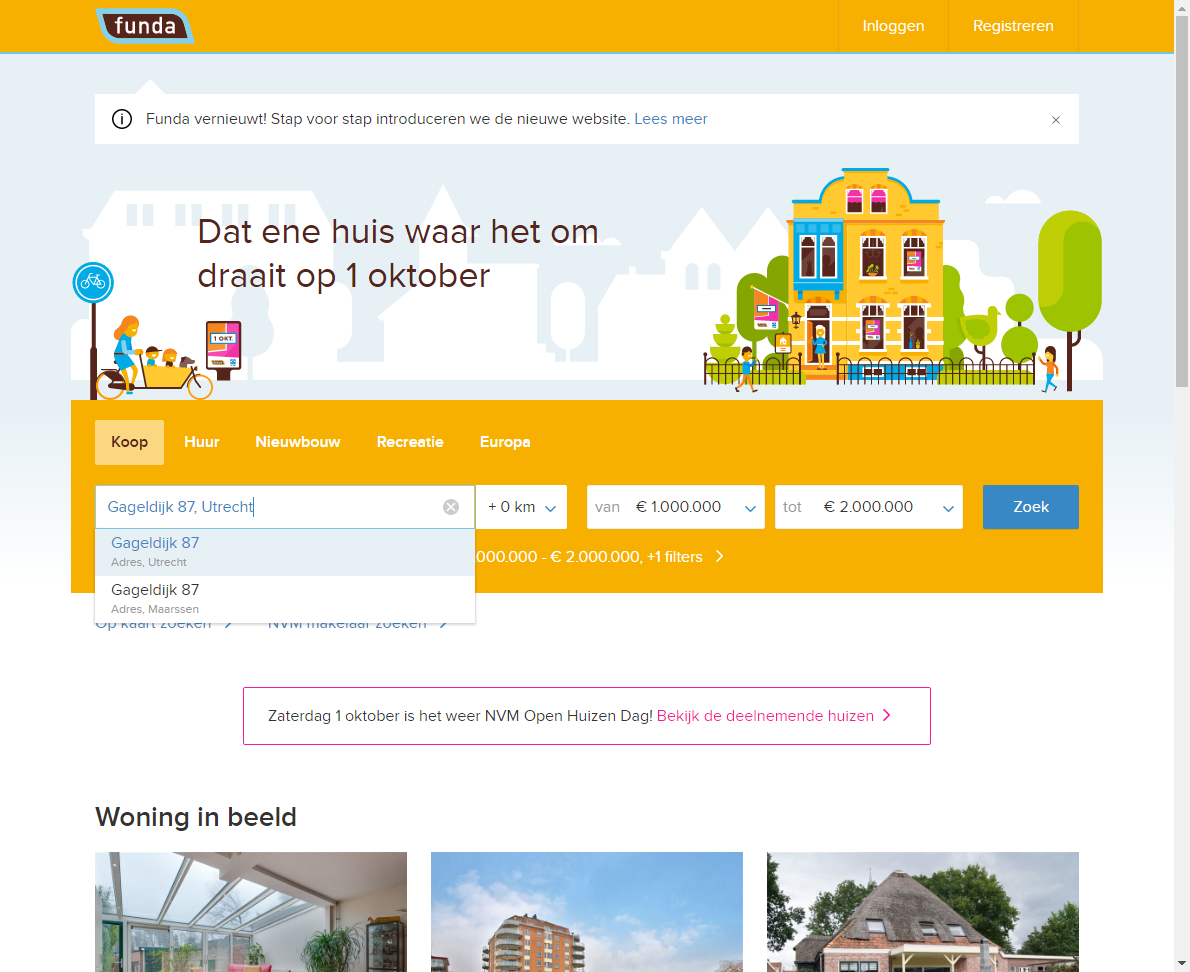 funda
Inloggen
Registreren
Funda vernieuwt! Stap voor stap introduceren we de nieuwe website. Lees meer
Dat ene huis waar het om
draait op 1 oktober
1 OKT
Koop
Huur
Nieuwbouw
Recreatie
Europa
Gageldijk 87, Utrecht
+ 0 km
van € 1.000.000
tot € 2.000.000
Zoek
Gageldijk 87
Adres, Utrecht
000.000 - € 2.000.000, +1 filters
Gageldijk 87
Adres, Maarssen
Op kaart zoeken
NVM makelaar zoeken
Zaterdag 1 oktober is het weer NVM Open Huizen Dag! Bekijk de deelnemende huizen
Woning in beeld